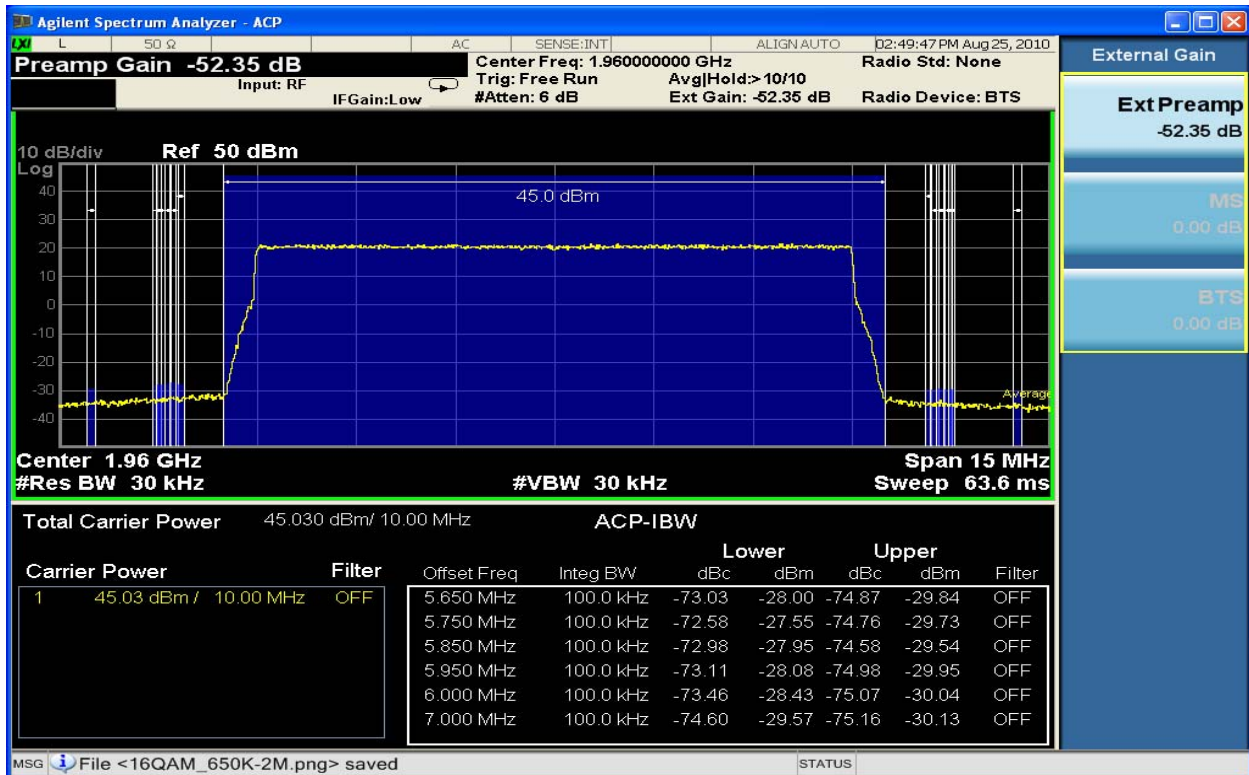 Agilent Spectrum Analyzer - ACP
LXI L 50 Ω AC SENSE:INT ALIGN AUTO 02:49:47 PM Aug 25, 2010
Preamp Gain -52.35 dB
Input: RF
IFGain:Low
Center Freq: 1.960000000 GHz
Trig: Free Run
#Atten: 6 dB
Avg|Hold:> 10/10
Ext Gain: -52.35 dB
Radio Std: None
Radio Device: BTS
External Gain
Ext Preamp
-52.35 dB
MS
0.00 dB
BTS
0.00 dB
10 dB/div Ref 50 dBm
Log
40
30
20
10
0
-10
-20
-30
-40
45.0 dBm
Average
Center 1.96 GHz Span 15 MHz
#Res BW 30 kHz #VBW 30 kHz Sweep 63.6 ms
Total Carrier Power 45.030 dBm/ 10.00 MHz ACP-IBW
Carrier Power Filter
1 45.03 dBm / 10.00 MHz OFF
Lower Upper
Offset Freq Integ BW dBc dBm dBc dBm Filter
5.650 MHz 100.0 kHz -73.03 -28.00 -74.87 -29.84 OFF
5.750 MHz 100.0 kHz -72.58 -27.55 -74.76 -29.73 OFF
5.850 MHz 100.0 kHz -72.98 -27.95 -74.58 -29.54 OFF
5.950 MHz 100.0 kHz -73.11 -28.08 -74.98 -29.95 OFF
6.000 MHz 100.0 kHz -73.46 -28.43 -75.07 -30.04 OFF
7.000 MHz 100.0 kHz -74.60 -29.57 -75.16 -30.13 OFF
MSG File <16QAM_650K-2M.png> saved STATUS